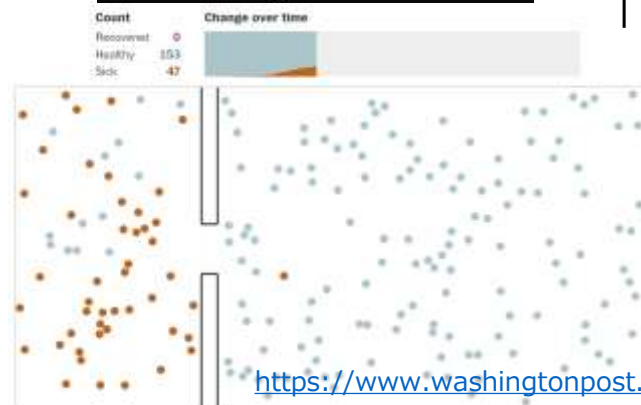 Count Change over time
Recovered 0
Healthy 153
Sick 47
https://www.washingtonpost.